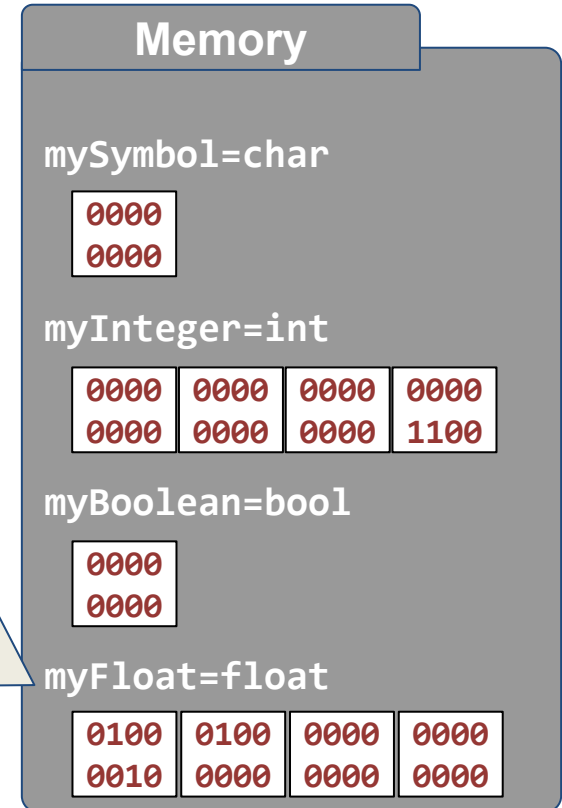 Memory
mySymbol=char
0000
0000
myInteger=int
0000 0000 0000 0000
0000 0000 0000 1100
myBoolean=bool
0000
0000
myFloat=float
0100 0100 0000 0000
0010 0000 0000 0000